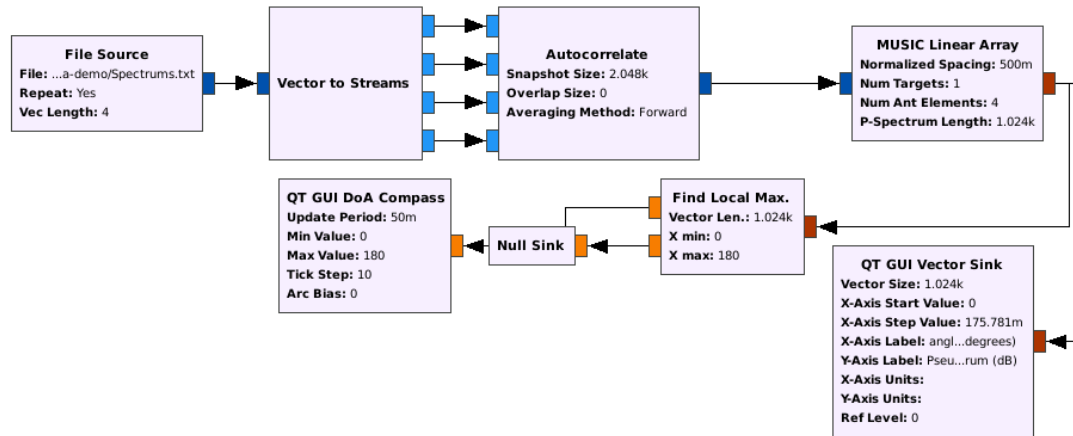 File Source
File: ...a-demo/Spectrums.txt
Repeat: Yes
Vec Length: 4
Vector to Streams
Autocorrelate
Snapshot Size: 2.048k
Overlap Size: 0
Averaging Method: Forward
MUSIC Linear Array
Normalized Spacing: 500m
Num Targets: 1
Num Ant Elements: 4
P-Spectrum Length: 1.024k
QT GUI DoA Compass
Update Period: 50m
Min Value: 0
Max Value: 180
Tick Step: 10
Arc Bias: 0
Null Sink
Find Local Max.
Vector Len.: 1.024k
X min: 0
X max: 180
QT GUI Vector Sink
Vector Size: 1.024k
X-Axis Start Value: 0
X-Axis Step Value: 175.781m
X-Axis Label: angl...degrees)
Y-Axis Label: Pseu...rum (dB)
X-Axis Units:
Y-Axis Units:
Ref Level: 0